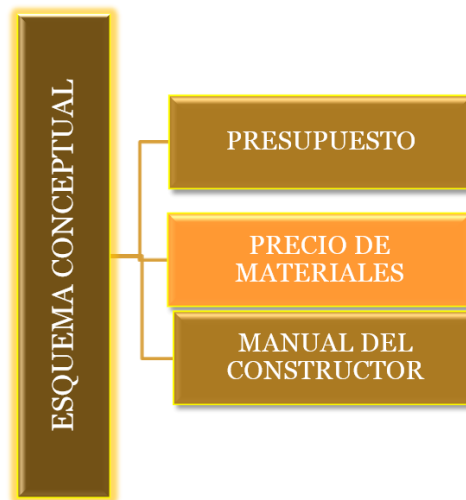 ESQUEMA CONCEPTUAL
PRESUPUESTO
PRECIO DE
MATERIALES
MANUAL DEL
CONSTRUCTOR